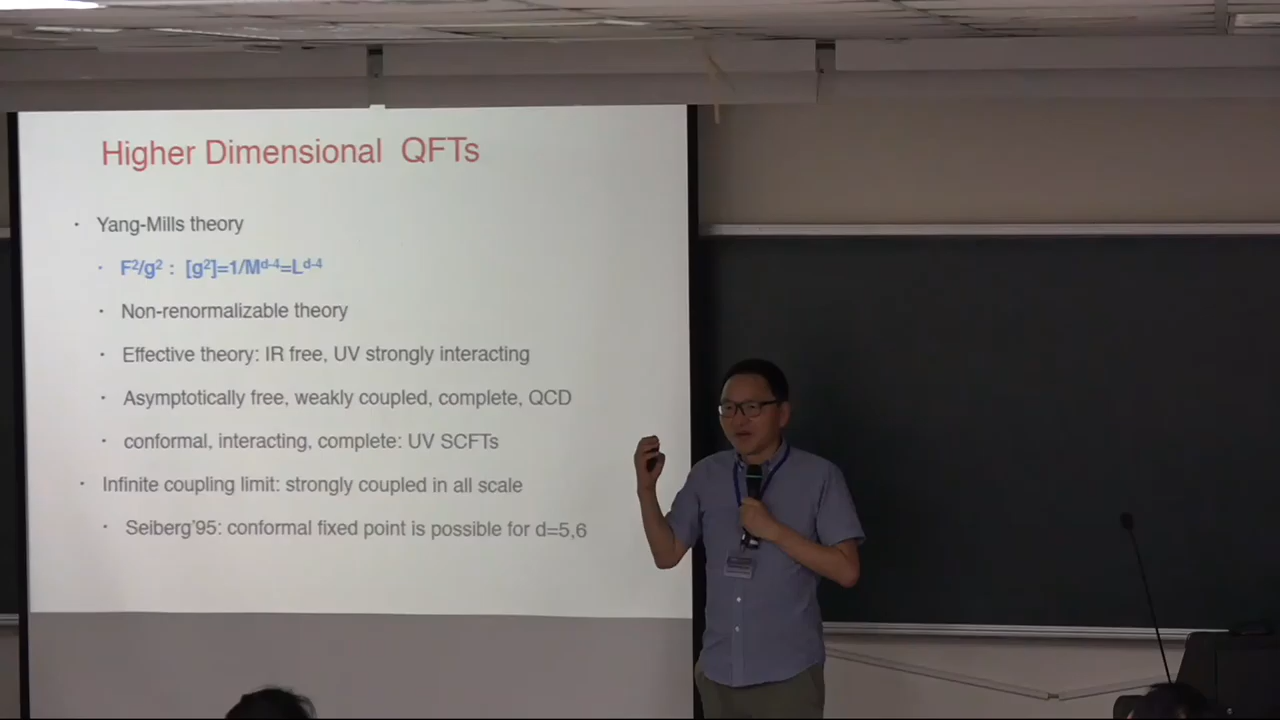 Higher Dimensional QFTs
· Yang-Mills theory
· F²/g² : [g²]=1/Mᵈ⁻⁴=Lᵈ⁻⁴
· Non-renormalizable theory
· Effective theory: IR free, UV strongly interacting
· Asymptotically free, weakly coupled, complete, QCD
· conformal, interacting, complete: UV SCFTs
· Infinite coupling limit: strongly coupled in all scale
· Seiberg'95: conformal fixed point is possible for d=5,6